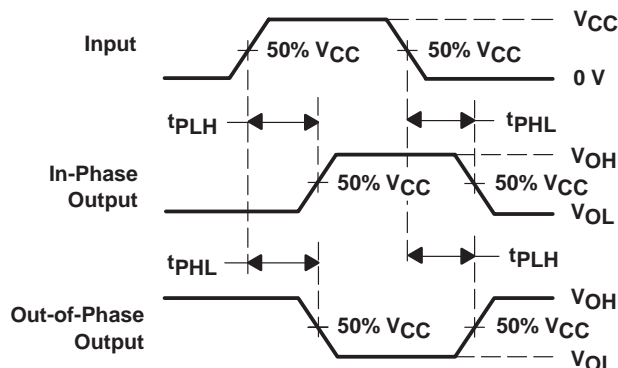 VCC
Input
50% VCC
50% VCC
0 V
tPLH
tPHL
VOH
In-Phase
Output
50% VCC
50% VCC
VOL
tPHL
tPLH
VOH
Out-of-Phase
Output
50% VCC
50% VCC
VOL